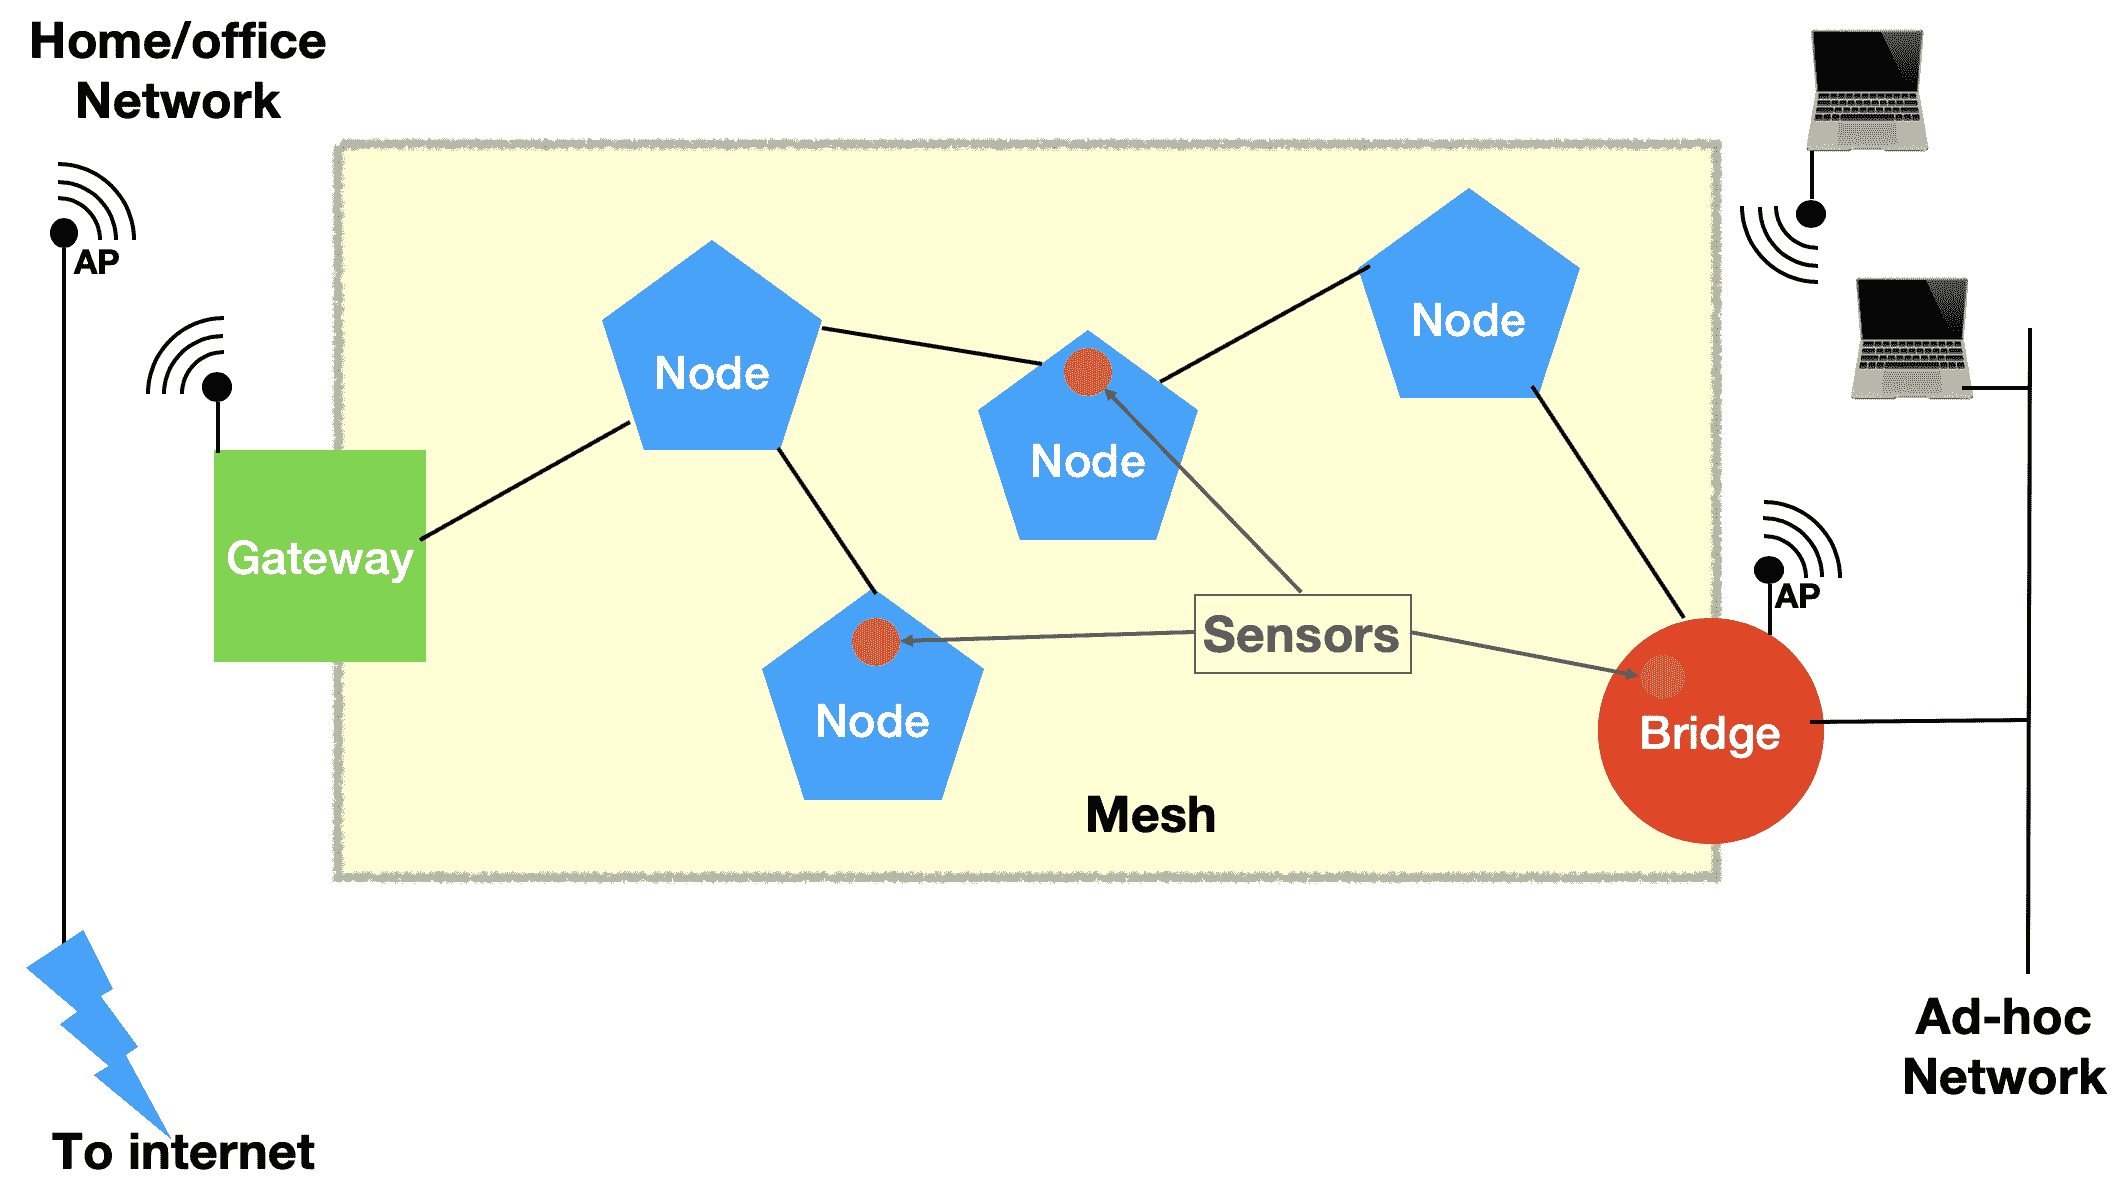 Home/office
Network
AP
Node
Node
Node
Gateway
Sensors
AP
Node
Bridge
Mesh
Ad-hoc
Network
To internet